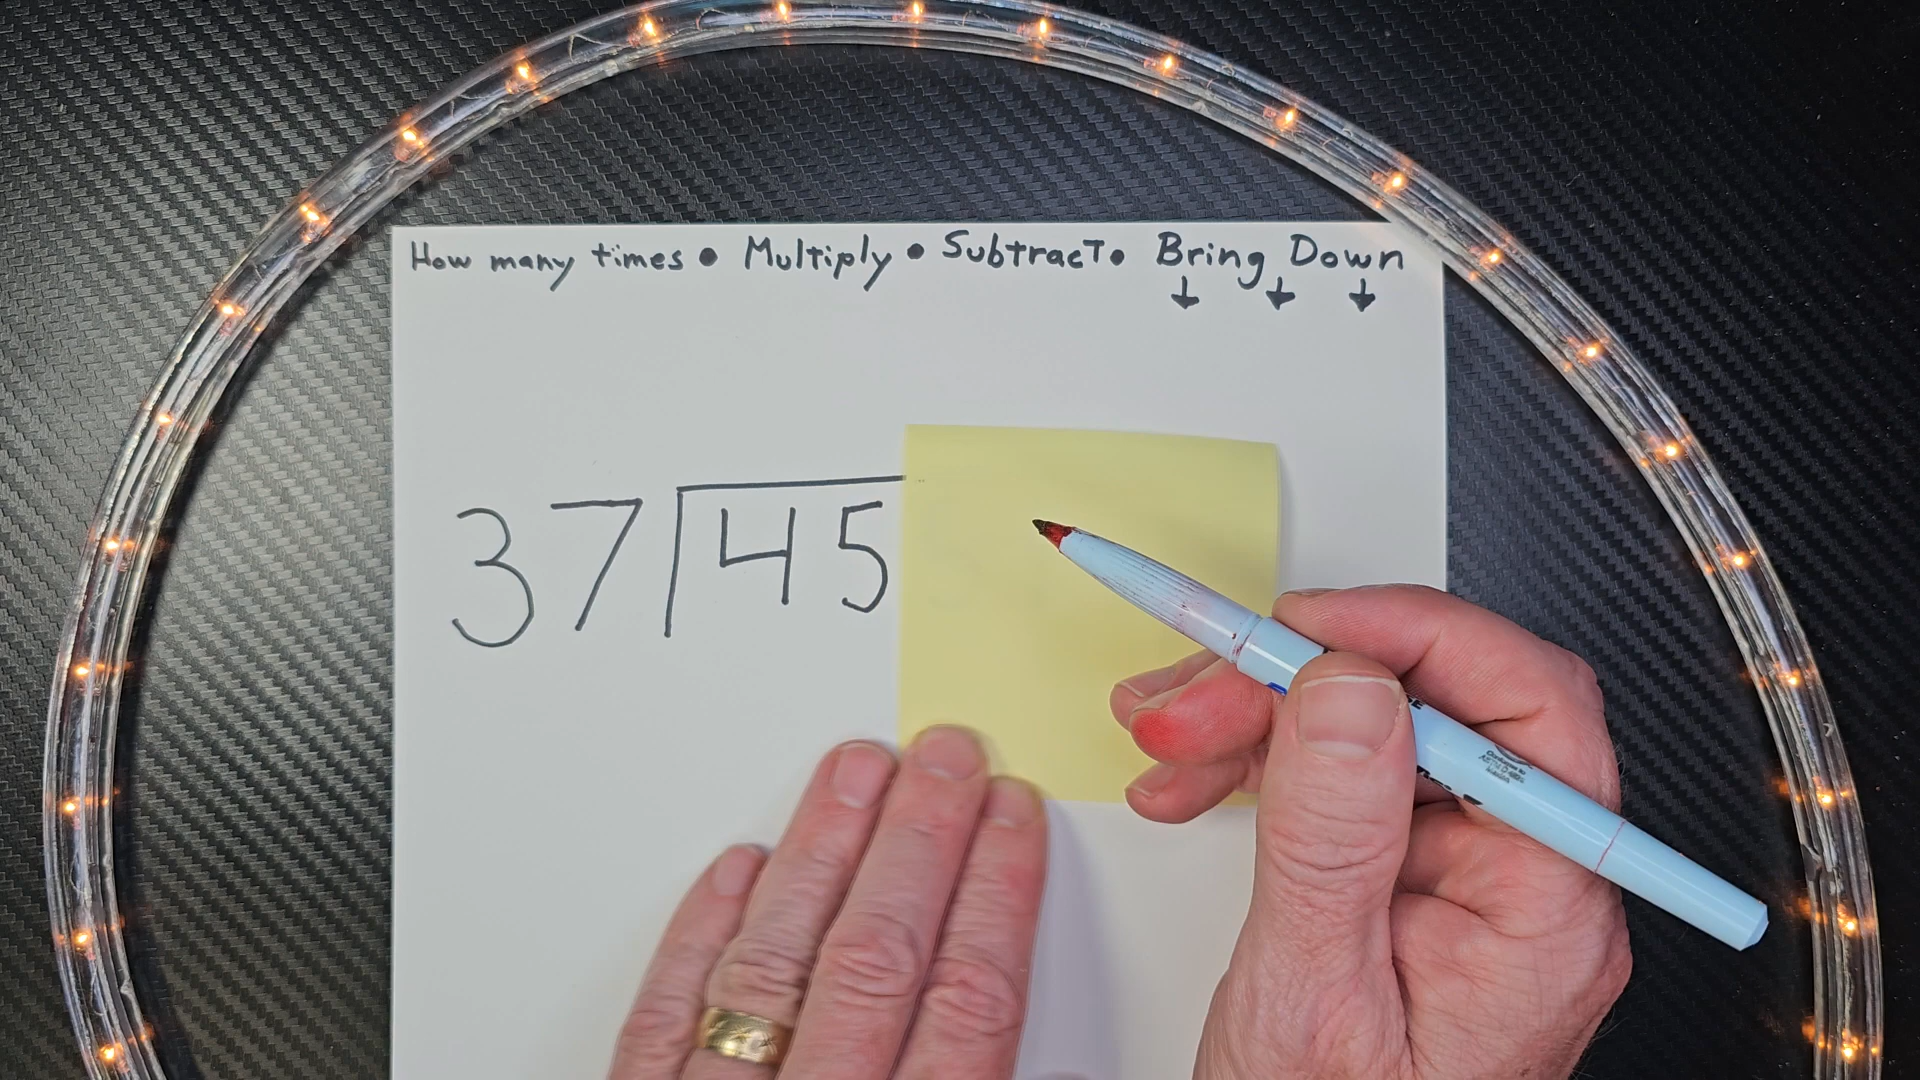 How many times • Multiply • Subtract • Bring Down
↓ ↓ ↓
37⟌45